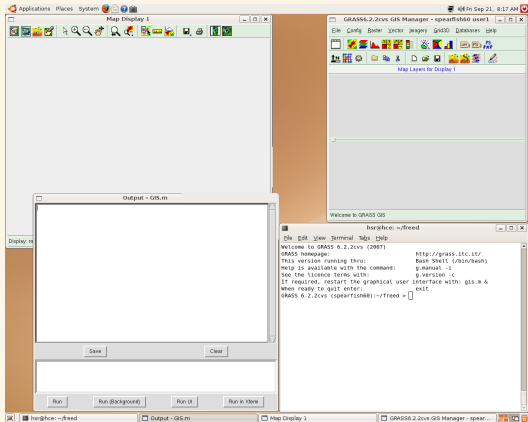 Applications Places System
Fri Sep 21, 8:17 AM
Map Display 1
GRASS6.2.2cvs GIS Manager - spearfish60 user1
File Config Raster Vector Imagery Grid3D Databases Help
Map Layers for Display 1
Welcome to GRASS GIS
Output - GIS.m
Display: ra
Save Clear
Run Run (Background) Run UI Run in Xterm
hsr@hce: ~/freed
File Edit View Terminal Tabs Help
Welcome to GRASS 6.2.2cvs (2007)
GRASS homepage: http://grass.itc.it/
This version running thru: Bash Shell (/bin/bash)
Help is available with the command: g.manual -i
See the licence terms with: g.version -c
If required, restart the graphical user interface with: gis.m &
When ready to quit enter: exit
GRASS 6.2.2cvs (spearfish60):~/freed >
hsr@hce: ~/freed Output - GIS.m Map Display 1 GRASS6.2.2cvs GIS Manager - spear...